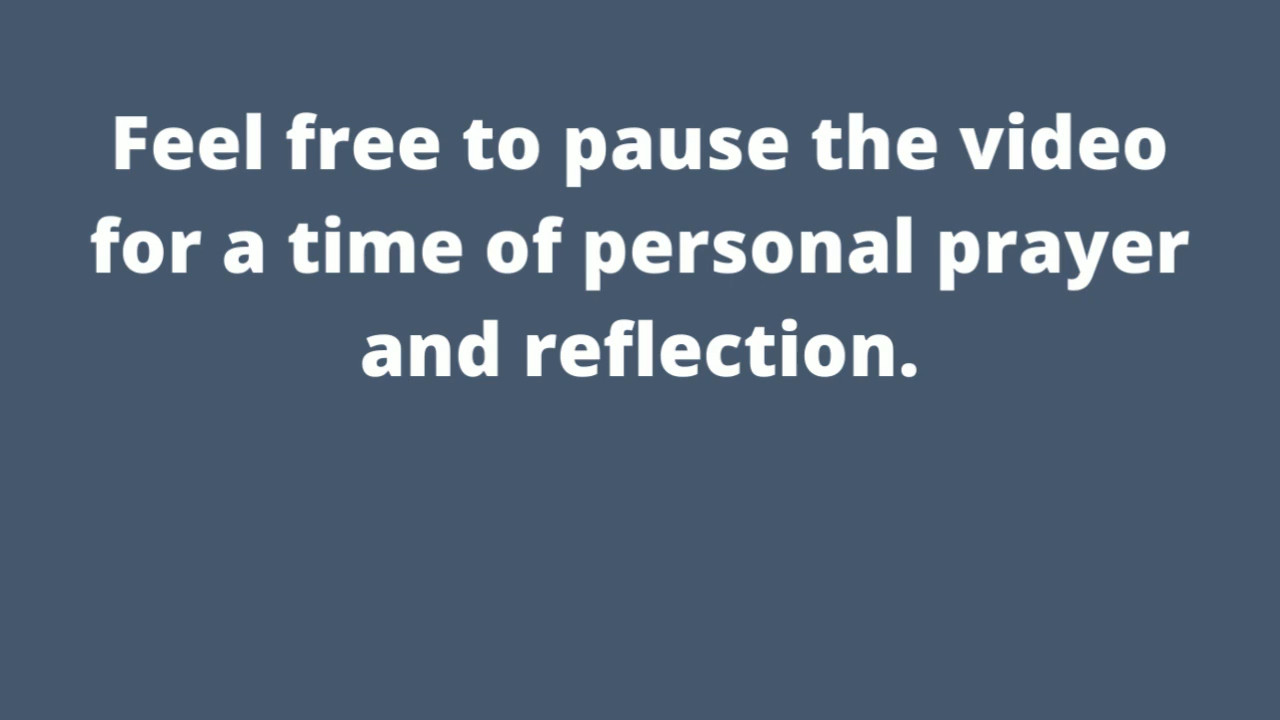 Feel free to pause the video
for a time of personal prayer
and reflection.